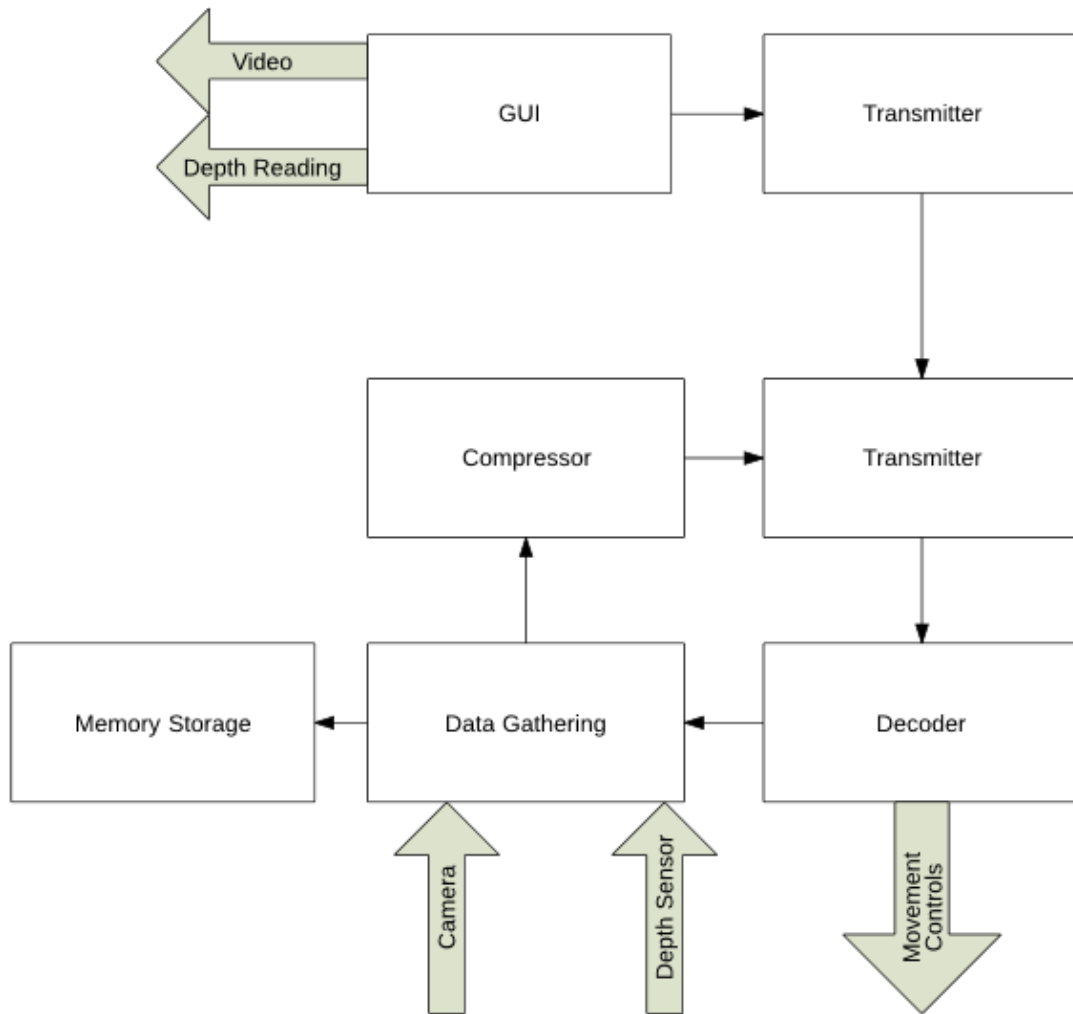 Video
GUI
Transmitter
Depth Reading
Compressor
Transmitter
Memory Storage
Data Gathering
Decoder
Camera
Depth Sensor
Movement
Controls